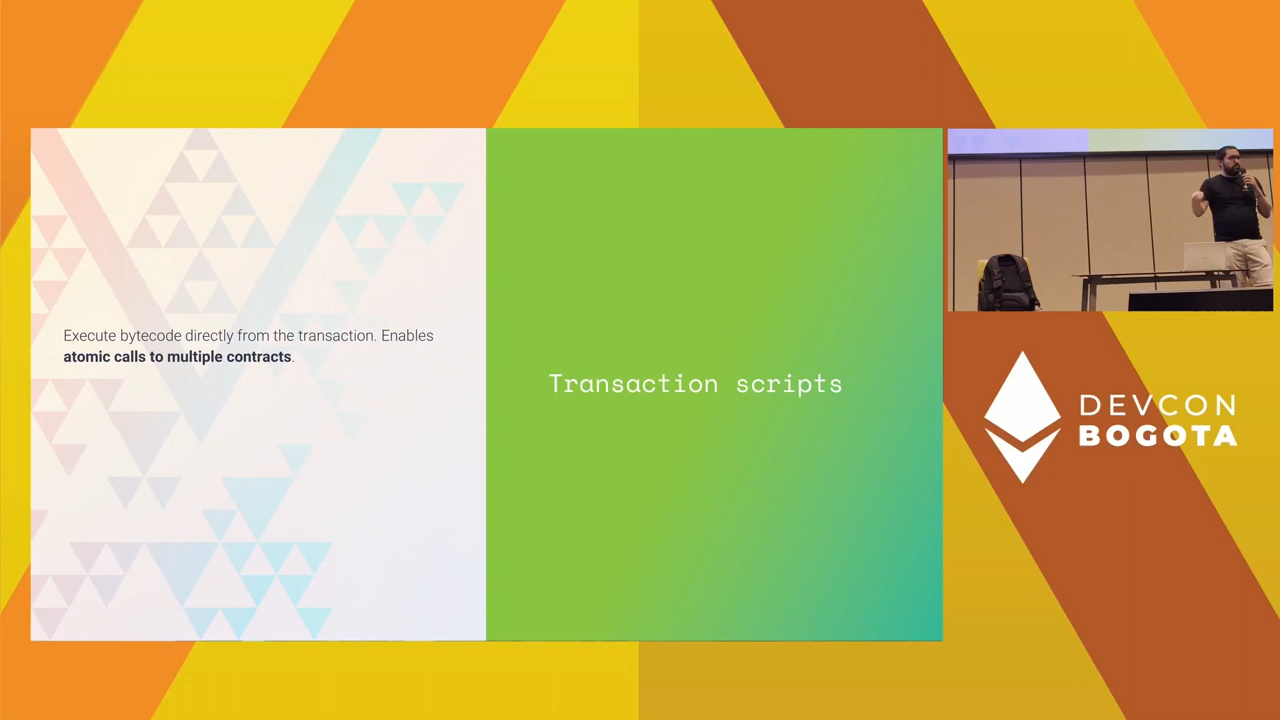 Execute bytecode directly from the transaction. Enables
atomic calls to multiple contracts.
Transaction scripts
DEVCON
BOGOTA